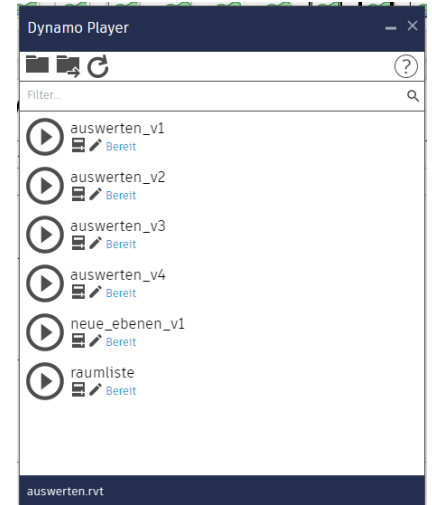 Dynamo Player
?
Filter...
auswerten_v1
Bereit
auswerten_v2
Bereit
auswerten_v3
Bereit
auswerten_v4
Bereit
neue_ebenen_v1
Bereit
raumliste
Bereit
auswerten.rvt